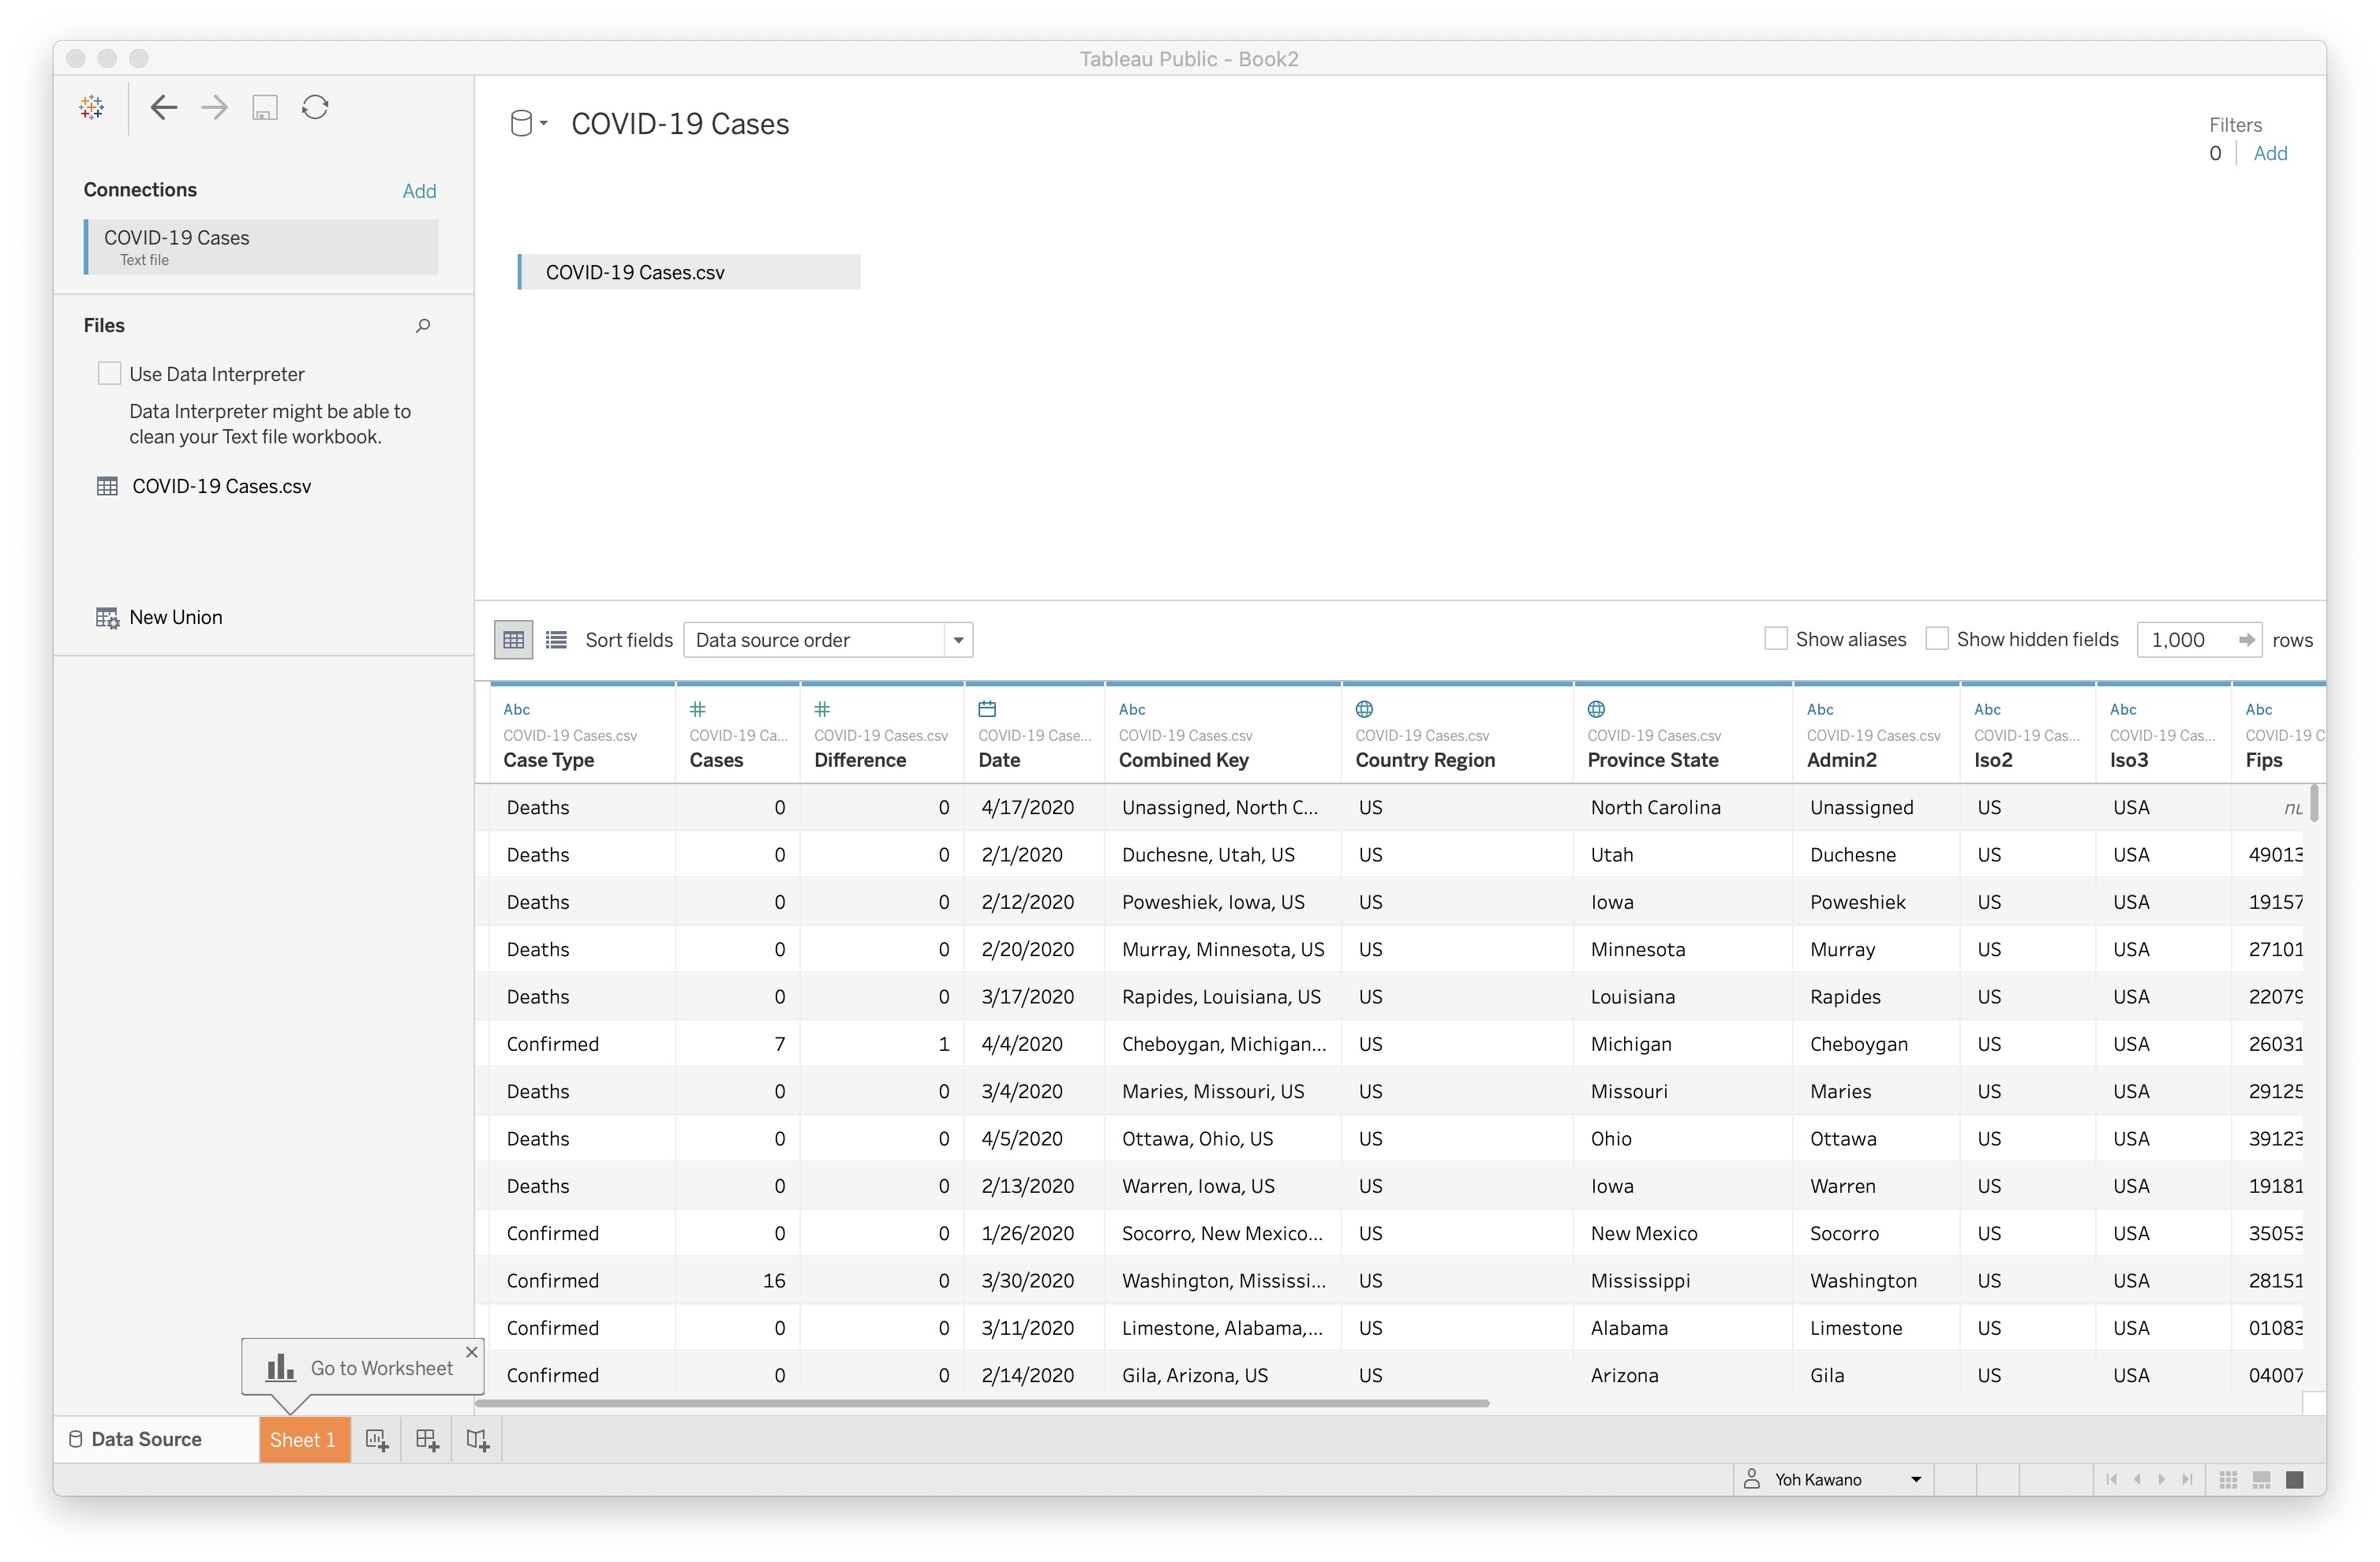 Tableau Public - Book2
COVID-19 Cases
Filters
0 Add
Connections Add
COVID-19 Cases
Text file
COVID-19 Cases.csv
Files
Use Data Interpreter
Data Interpreter might be able to
clean your Text file workbook.
COVID-19 Cases.csv
New Union
Sort fields Data source order Show aliases Show hidden fields 1,000 rows
Abc # # Abc Abc Abc Abc Abc
COVID-19 Cases.csv COVID-19 Ca... COVID-19 Cases.csv COVID-19 Case... COVID-19 Cases.csv COVID-19 Cases.csv COVID-19 Cases.csv COVID-19 Cases.csv COVID-19 Cas... COVID-19 Cas... COVID-19 C
Case Type Cases Difference Date Combined Key Country Region Province State Admin2 Iso2 Iso3 Fips
Deaths 0 0 4/17/2020 Unassigned, North C... US North Carolina Unassigned US USA nu
Deaths 0 0 2/1/2020 Duchesne, Utah, US US Utah Duchesne US USA 49013
Deaths 0 0 2/12/2020 Poweshiek, Iowa, US US Iowa Poweshiek US USA 19157
Deaths 0 0 2/20/2020 Murray, Minnesota, US US Minnesota Murray US USA 27101
Deaths 0 0 3/17/2020 Rapides, Louisiana, US US Louisiana Rapides US USA 22079
Confirmed 7 1 4/4/2020 Cheboygan, Michigan... US Michigan Cheboygan US USA 26031
Deaths 0 0 3/4/2020 Maries, Missouri, US US Missouri Maries US USA 29125
Deaths 0 0 4/5/2020 Ottawa, Ohio, US US Ohio Ottawa US USA 39123
Deaths 0 0 2/13/2020 Warren, Iowa, US US Iowa Warren US USA 19181
Confirmed 0 0 1/26/2020 Socorro, New Mexico... US New Mexico Socorro US USA 35053
Confirmed 16 0 3/30/2020 Washington, Mississi... US Mississippi Washington US USA 28151
Confirmed 0 0 3/11/2020 Limestone, Alabama,... US Alabama Limestone US USA 01083
Confirmed 0 0 2/14/2020 Gila, Arizona, US US Arizona Gila US USA 04007
Go to Worksheet
Data Source Sheet 1
Yoh Kawano